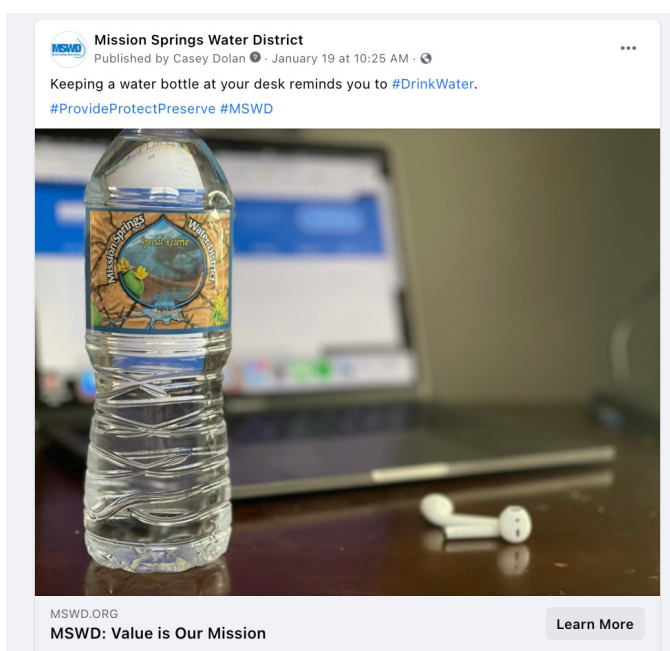 MSWD
Mission Springs Water District
Published by Casey Dolan · January 19 at 10:25 AM ·
Keeping a water bottle at your desk reminds you to #DrinkWater.
#ProvideProtectPreserve #MSWD
Mission Springs Water District
Special Reserve
MSWD.ORG
MSWD: Value is Our Mission
Learn More